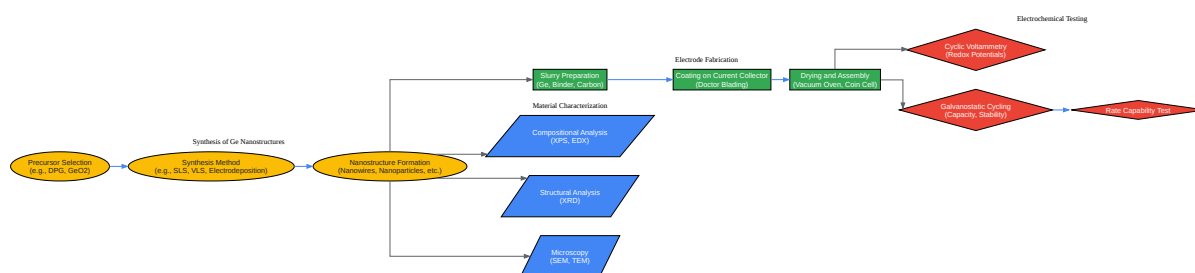 Electrochemical Testing
Cyclic Voltammetry
(Redox Potentials)
Electrode Fabrication
Slurry Preparation
(Ge, Binder, Carbon)
Coating on Current Collector
(Doctor Blading)
Drying and Assembly
(Vacuum Oven, Coin Cell)
Galvanostatic Cycling
(Capacity, Stability)
Rate Capability Test
Material Characterization
Compositional Analysis
(XPS, EDX)
Synthesis of Ge Nanostructures
Precursor Selection
(e.g., DPG, GeO2)
Synthesis Method
(e.g., SLS, VLS, Electrodeposition)
Nanostructure Formation
(Nanowires, Nanoparticles, etc.)
Structural Analysis
(XRD)
Microscopy
(SEM, TEM)